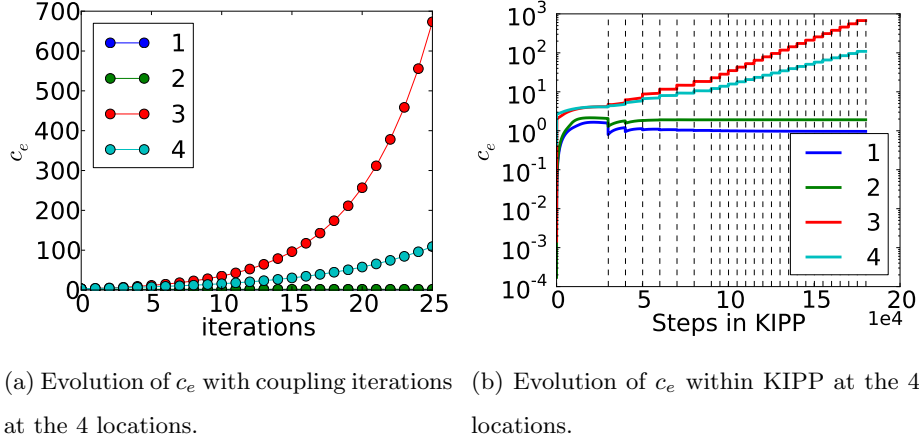 700
600
500
400
300
200
100
0
c_e
1
2
3
4
0 5 10 15 20 25
iterations
10^3
10^2
10^1
10^0
10^-1
10^-2
10^-3
10^-4
c_e
1
2
3
4
0 5 10 15 20
1e4
Steps in KIPP
(a) Evolution of c_e with coupling iterations
at the 4 locations.
(b) Evolution of c_e within KIPP at the 4
locations.